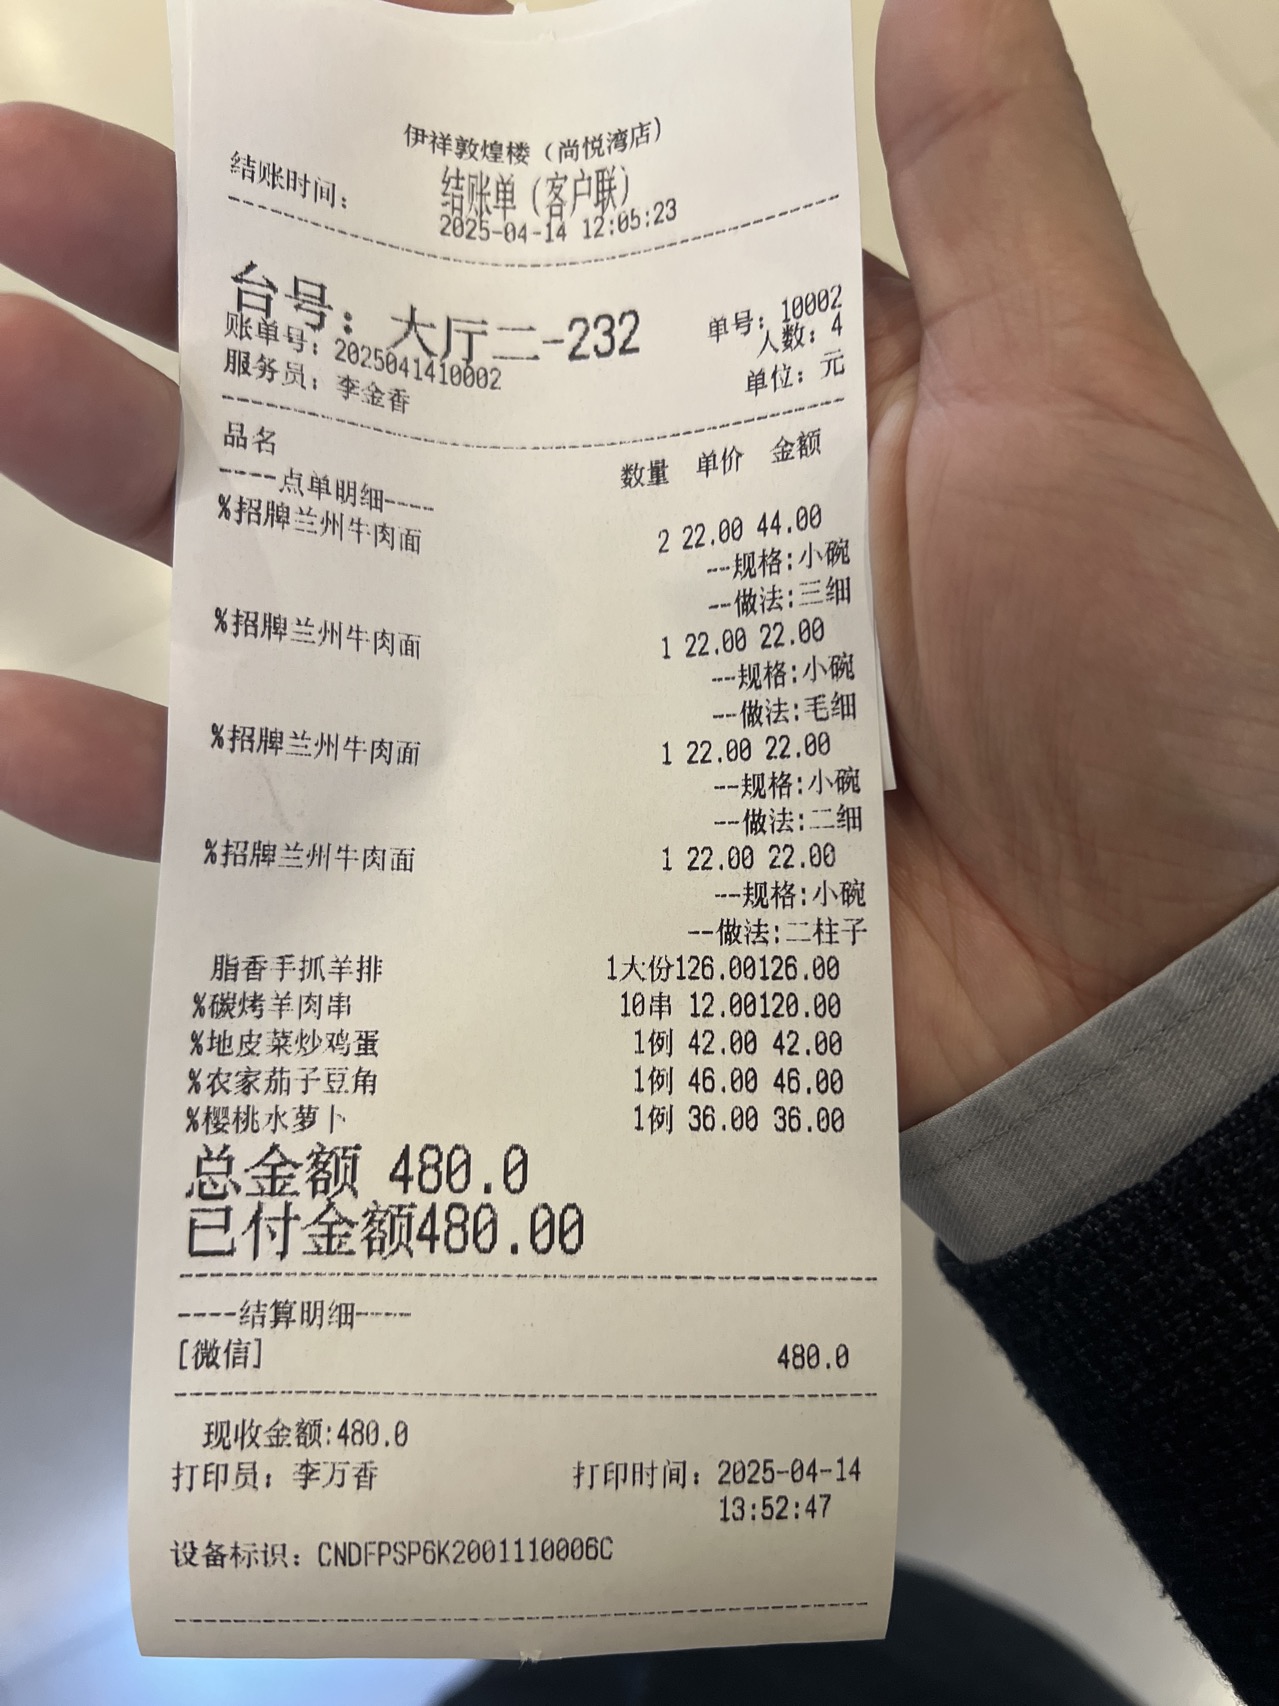 伊祥敦煌楼（尚悦湾店）
结账单（客户联）
结账时间： 2025-04-14 12:05:23
台号：大厅二-232 单号：10002
账单号：2025041410002 人数：4
服务员：李金香 单位：元
品名 数量 单价 金额
----点单明细----
%招牌兰州牛肉面 2 22.00 44.00
--规格:小碗
--做法:三细
%招牌兰州牛肉面 1 22.00 22.00
--规格:小碗
--做法:毛细
%招牌兰州牛肉面 1 22.00 22.00
--规格:小碗
--做法:二细
%招牌兰州牛肉面 1 22.00 22.00
--规格:小碗
--做法:二柱子
脂香手抓羊排 1大份126.00126.00
%碳烤羊肉串 10串 12.00120.00
%地皮菜炒鸡蛋 1例 42.00 42.00
%农家茄子豆角 1例 46.00 46.00
%樱桃水萝卜 1例 36.00 36.00
总金额 480.0
已付金额480.00
----结算明细----
[微信] 480.0
现收金额:480.0
打印员：李万香 打印时间：2025-04-14
13:52:47
设备标识：CNDFPSP6K2001110006C